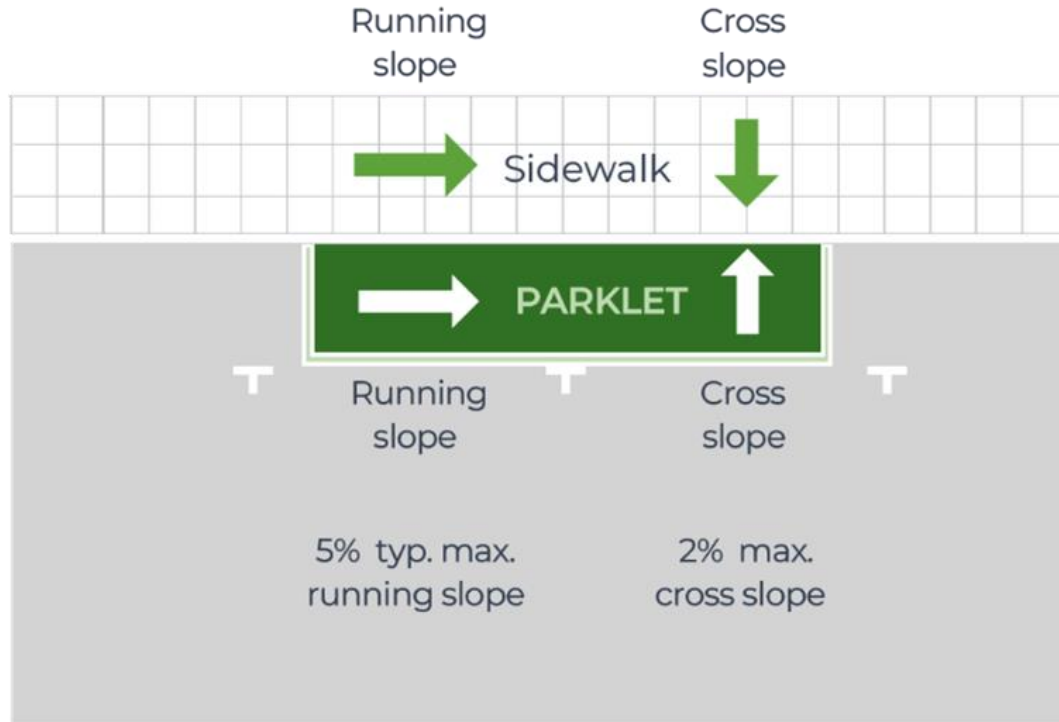 Running
slope
Cross
slope
Sidewalk
PARKLET
Running
slope
Cross
slope
5% typ. max.
running slope
2% max.
cross slope